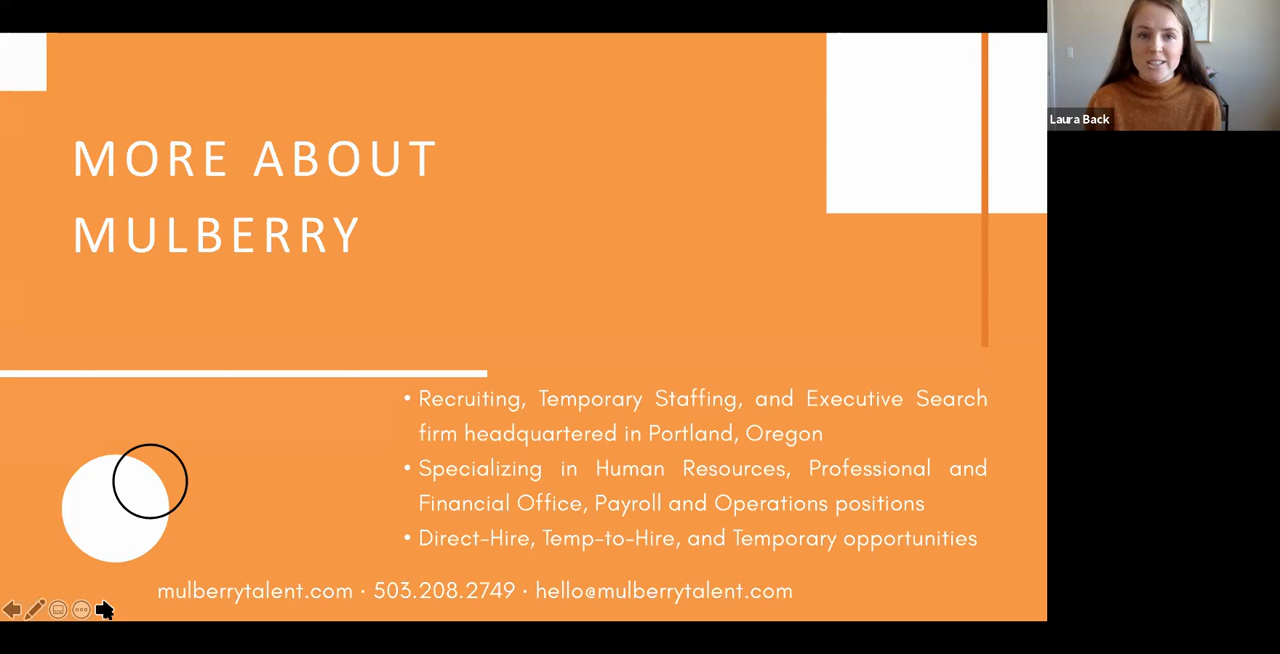 MORE ABOUT
MULBERRY
• Recruiting, Temporary Staffing, and Executive Search
firm headquartered in Portland, Oregon
• Specializing in Human Resources, Professional and
Financial Office, Payroll and Operations positions
• Direct-Hire, Temp-to-Hire, and Temporary opportunities
mulberrytalent.com · 503.208.2749 · hello@mulberrytalent.com
Laura Back